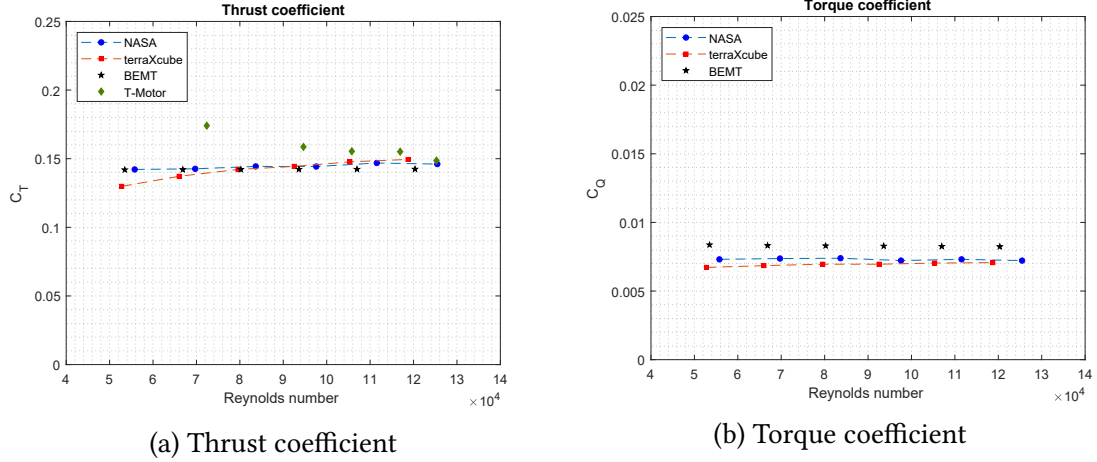 Thrust coefficient
0.25
0.2
0.15
0.1
0.05
0
C_T
NASA
terraXcube
BEMT
T-Motor
4 5 6 7 8 9 10 11 12 13 14
Reynolds number
×10^4
(a) Thrust coefficient
Torque coefficient
0.025
0.02
0.015
0.01
0.005
0
C_Q
NASA
terraXcube
BEMT
4 5 6 7 8 9 10 11 12 13 14
Reynolds number
×10^4
(b) Torque coefficient